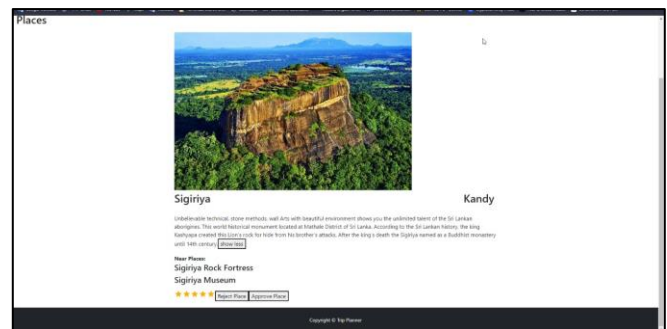 Places
Sigiriya
Kandy
Unbelievable technical, stone methods, wall Arts with beautiful environment shows you the unlimited talent of the Sri Lankan
aborigines. This world historical monument located at Mathale District of Sri Lanka. According to the Sri Lankan history, the king
Kashyapa created this Lion's rock for hide from his brother's attacks. After the king's death the Sigiriya named as a Buddhist monastery
until 14th century. show less
Near Places:
Sigiriya Rock Fortress
Sigiriya Museum
Reject Place Approve Place
Copyright © Trip Planner